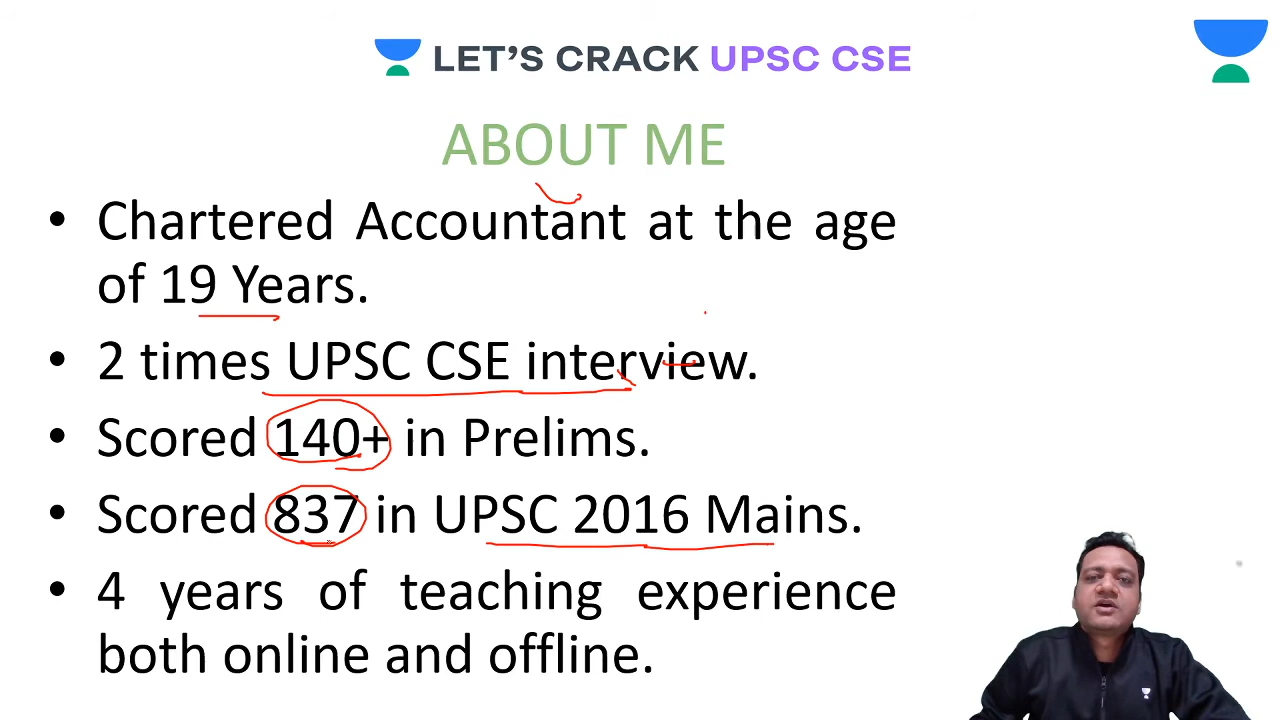 LET'S CRACK UPSC CSE
ABOUT ME
• Chartered Accountant at the age
of 19 Years.
• 2 times UPSC CSE interview.
• Scored 140+ in Prelims.
• Scored 837 in UPSC 2016 Mains.
• 4 years of teaching experience
both online and offline.